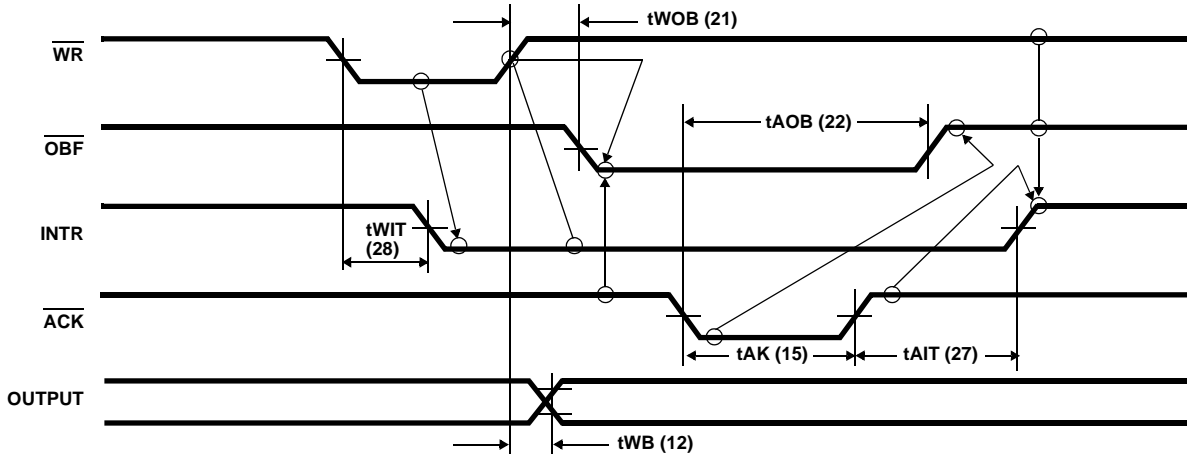 tWOB (21)
WR
tAOB (22)
OBF
tWIT
(28)
INTR
ACK
tAK (15)
tAIT (27)
OUTPUT
tWB (12)